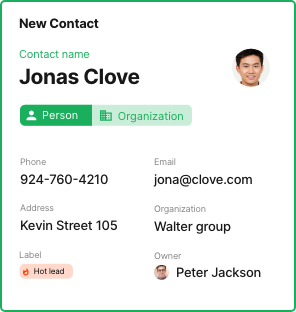 New Contact
Contact name
Jonas Clove
Person
Organization
Phone
Email
924-760-4210
jona@clove.com
Address
Organization
Kevin Street 105
Walter group
Label
Owner
Hot lead
Peter Jackson